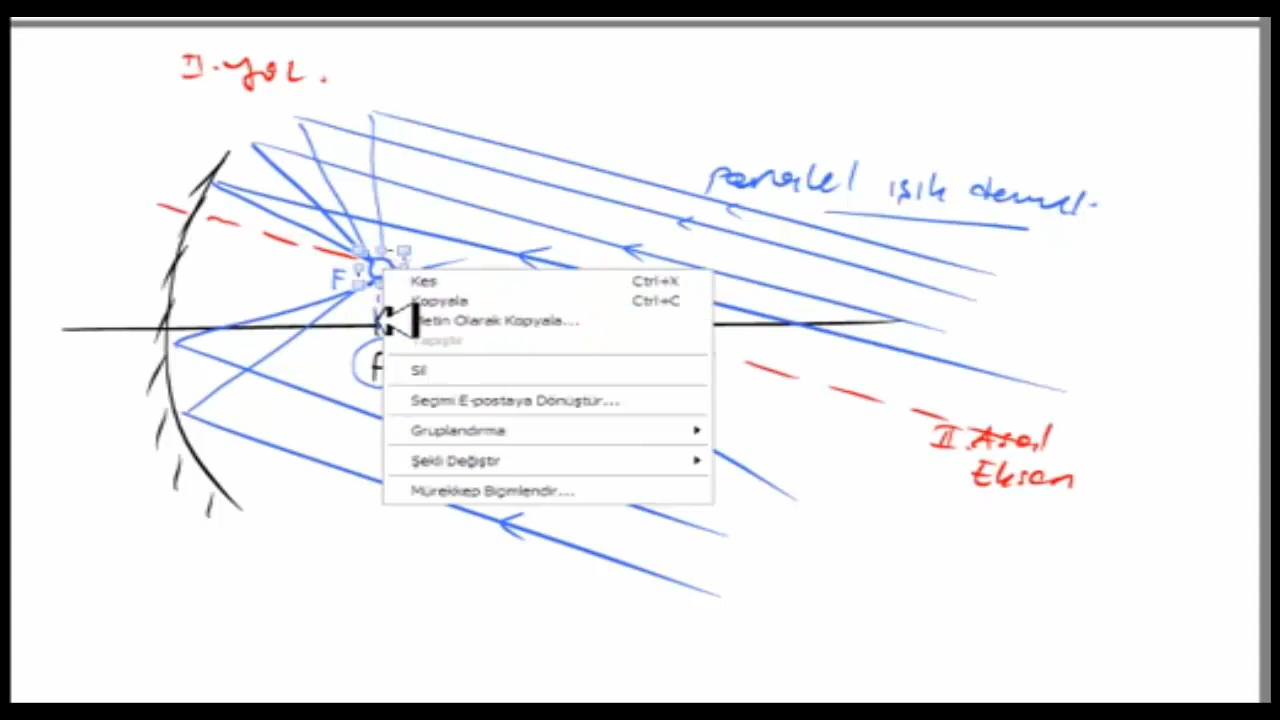 II. yol.
paralel ışık demet.
F
Kes Ctrl+X
Kopyala Ctrl+C
Metin Olarak Kopyala...
Yapıştır
f
Sil
Seçimi E-postaya Dönüştür...
Gruplandırma
Şekli Değiştir
Mürekkep Biçimlendir...
II. Asal
Eksen